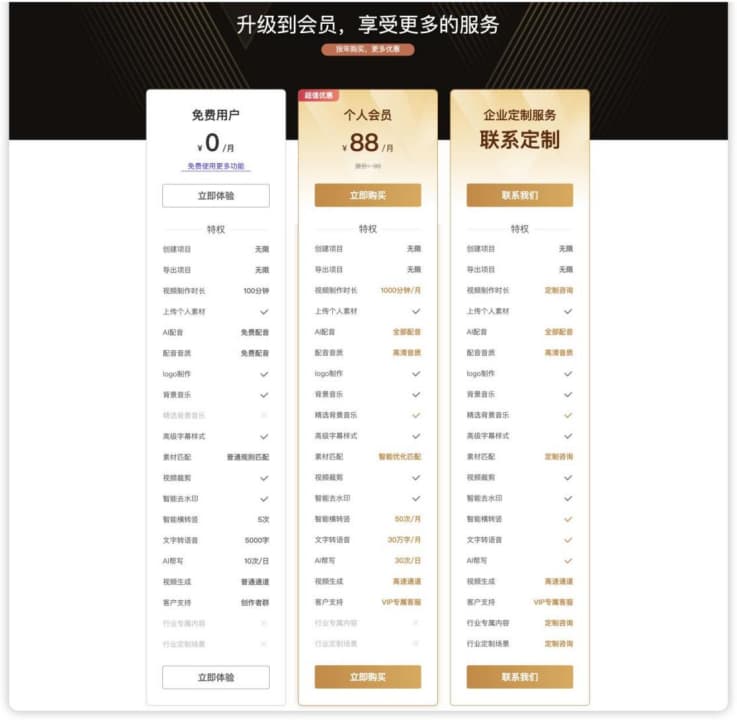 升级到会员，享受更多的服务
按年购买，更多优惠
免费用户
¥0/月
免费使用更多功能
立即体验
特权
创建项目 无限
导出项目 无限
视频制作时长 100分钟
上传个人素材
AI配音 免费配音
配音音质 免费配音
logo制作
背景音乐
精选背景音乐
高级字幕样式
素材匹配 普通规则匹配
视频裁剪
智能去水印
智能横转竖 5次
文字转语音 5000字
AI帮写 10次/日
视频生成 普通通道
客户支持 创作者群
行业专属内容
行业定制场景
立即体验
超值优惠
个人会员
¥88/月
立即购买
特权
创建项目 无限
导出项目 无限
视频制作时长 1000分钟/月
上传个人素材
AI配音 全部配音
配音音质 高清音质
logo制作
背景音乐
精选背景音乐
高级字幕样式
素材匹配 智能优化匹配
视频裁剪
智能去水印
智能横转竖 50次/月
文字转语音 30万字/月
AI帮写 30次/日
视频生成 高速通道
客户支持 VIP专属客服
行业专属内容
行业定制场景
立即购买
企业定制服务
联系定制
联系我们
特权
创建项目 无限
导出项目 无限
视频制作时长 定制咨询
上传个人素材
AI配音 全部配音
配音音质 高清音质
logo制作
背景音乐
精选背景音乐
高级字幕样式
素材匹配 定制咨询
视频裁剪
智能去水印
智能横转竖
文字转语音
AI帮写
视频生成 高速通道
客户支持 VIP专属客服
行业专属内容 定制咨询
行业定制场景 定制咨询
联系我们